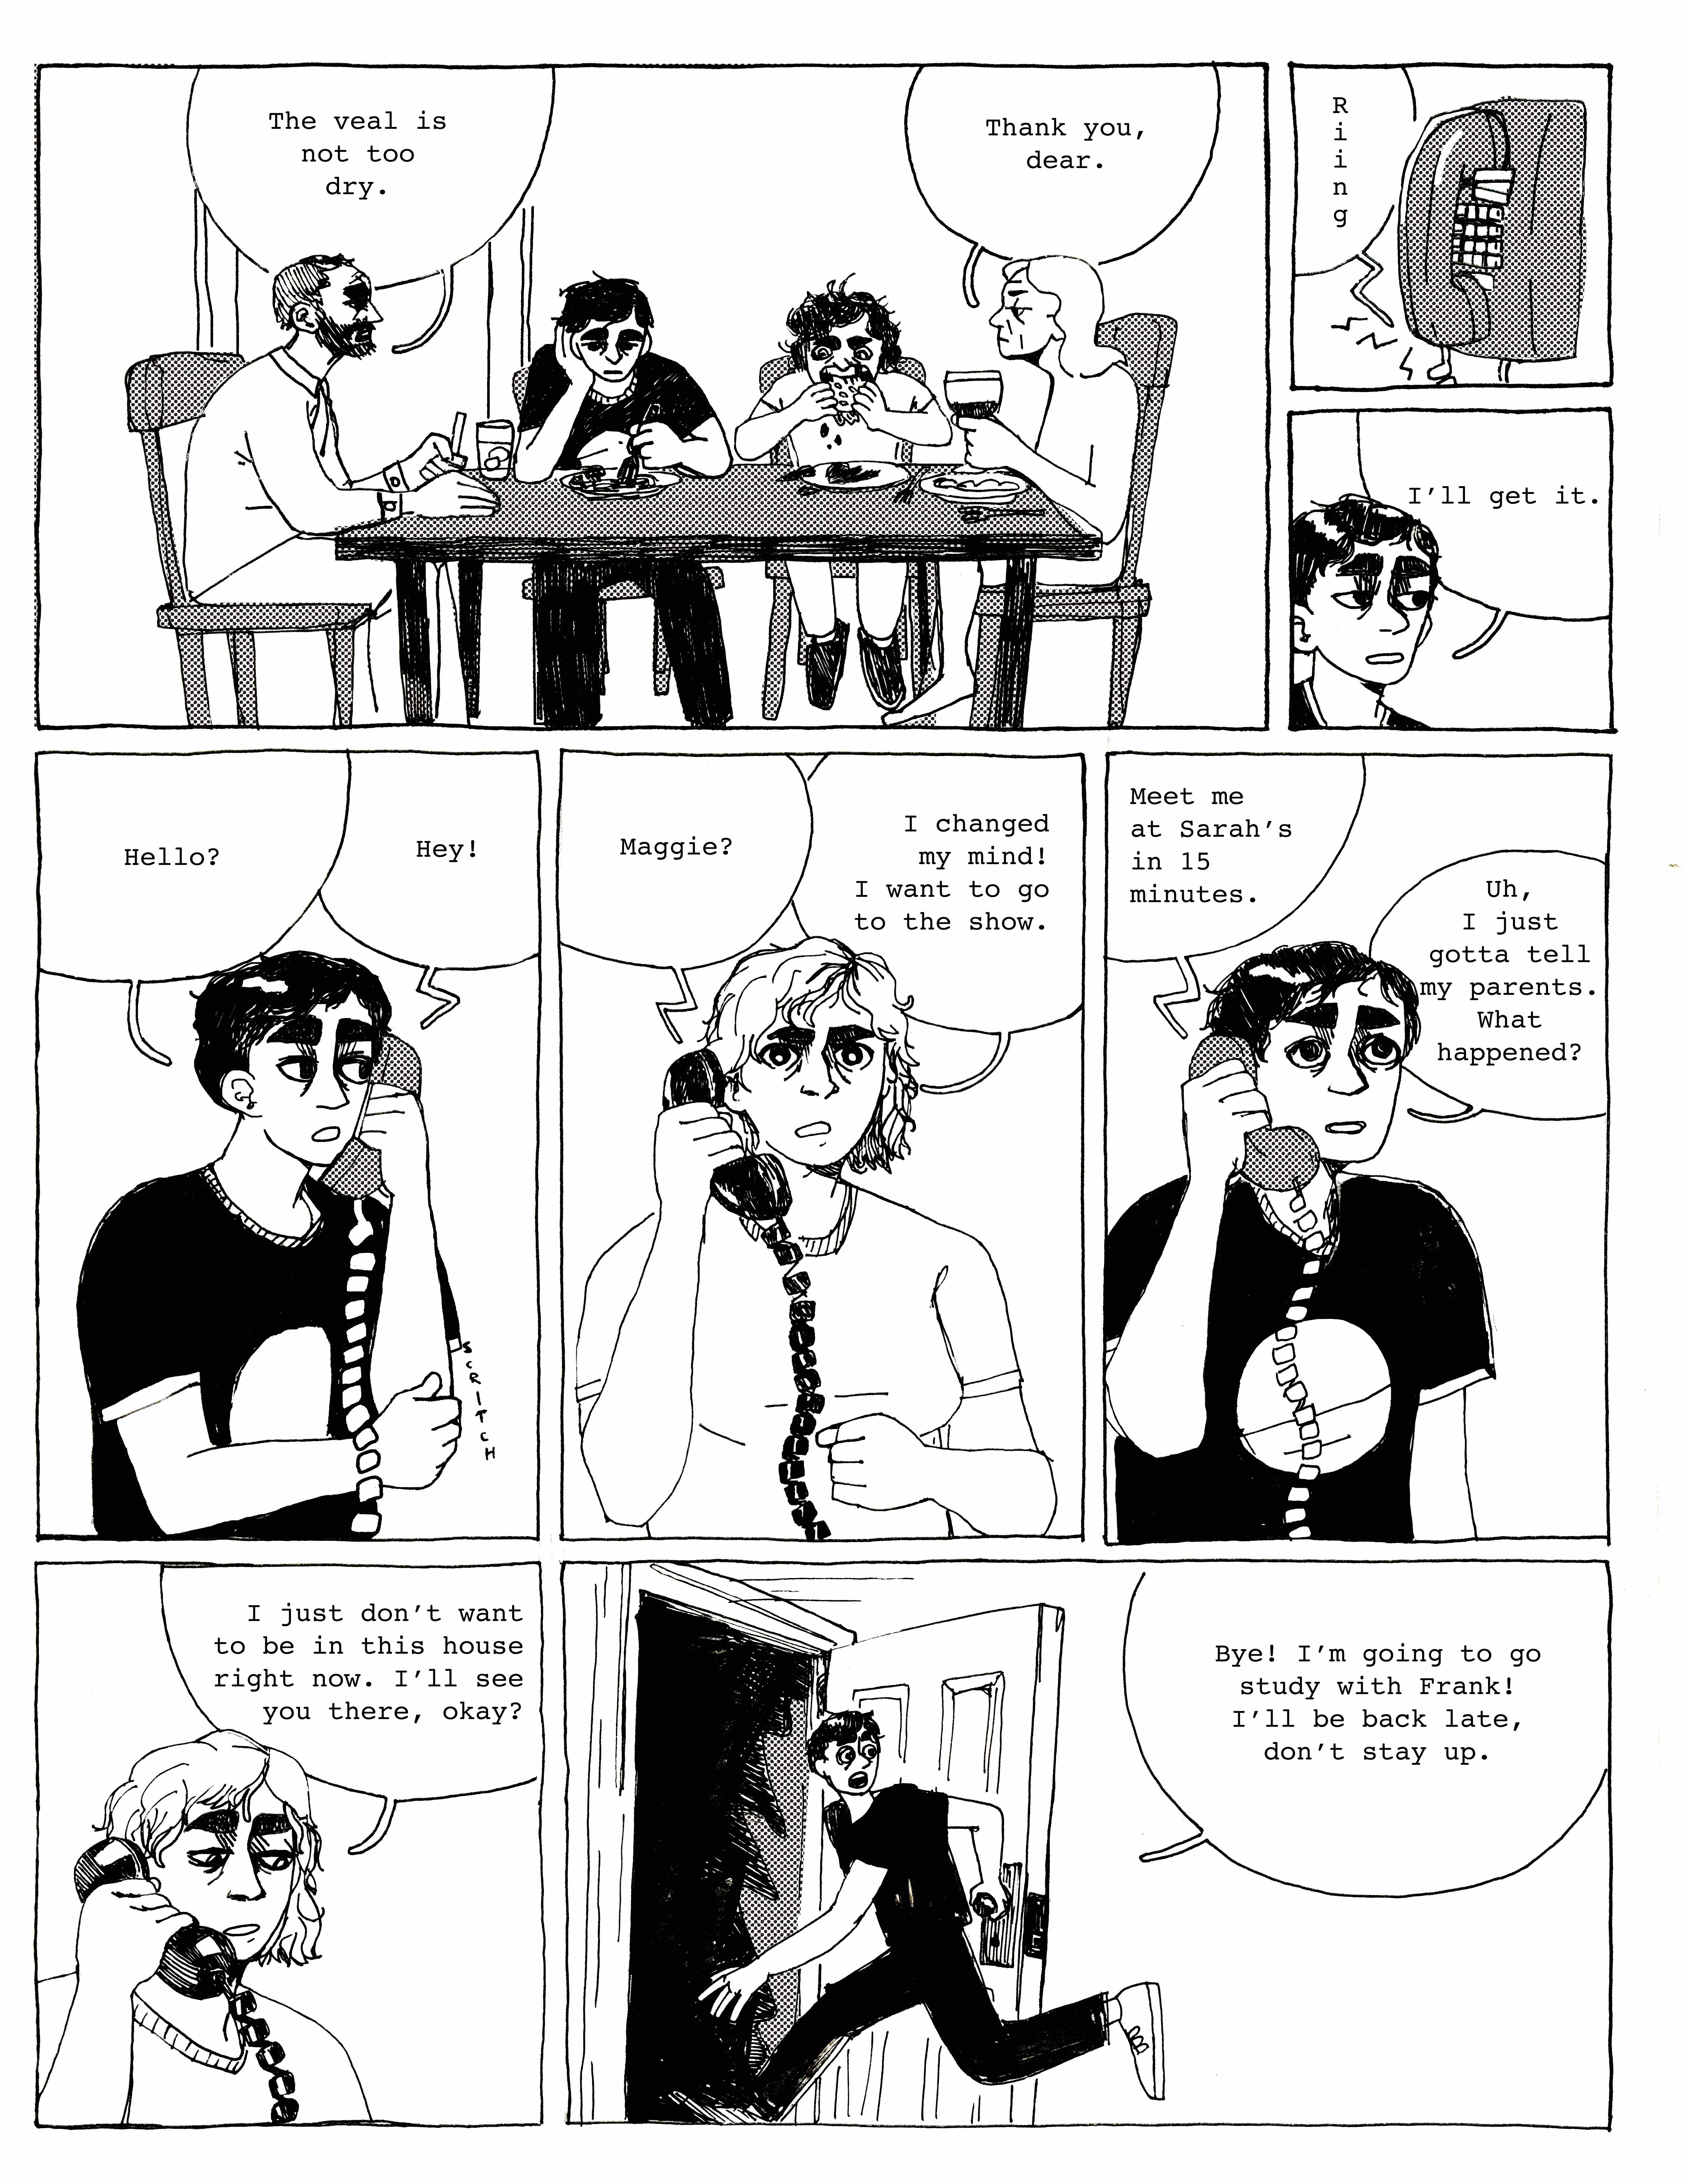 The veal is
not too
dry.
Thank you,
dear.
Riing
I'll get it.
Hello?
Hey!
SCRITCH
Maggie?
I changed
my mind!
I want to go
to the show.
Meet me
at Sarah's
in 15
minutes.
Uh,
I just
gotta tell
my parents.
What
happened?
I just don't want
to be in this house
right now. I'll see
you there, okay?
Bye! I'm going to go
study with Frank!
I'll be back late,
don't stay up.